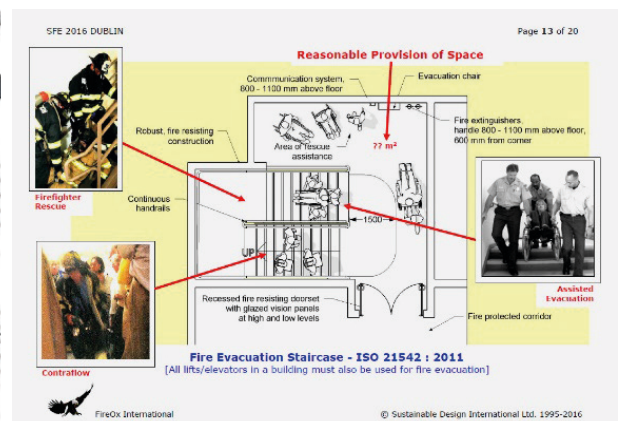 SFE 2016 DUBLIN
Page 13 of 20
Reasonable Provision of Space
Commmunication system,
800 - 1100 mm above floor
Evacuation chair
Fire extinguishers,
handle 800 - 1100 mm above floor,
600 mm from corner
Robust, fire resisting
construction
Area of rescue
assistance
?? m²
Firefighter
Rescue
Continuous
handrails
1500
UP
Assisted
Evacuation
Recessed fire resisting doorset
with glazed vision panels
at high and low levels
Fire protected corridor
Contraflow
Fire Evacuation Staircase - ISO 21542 : 2011
[All lifts/elevators in a building must also be used for fire evacuation]
FireOx International
© Sustainable Design International Ltd. 1995-2016